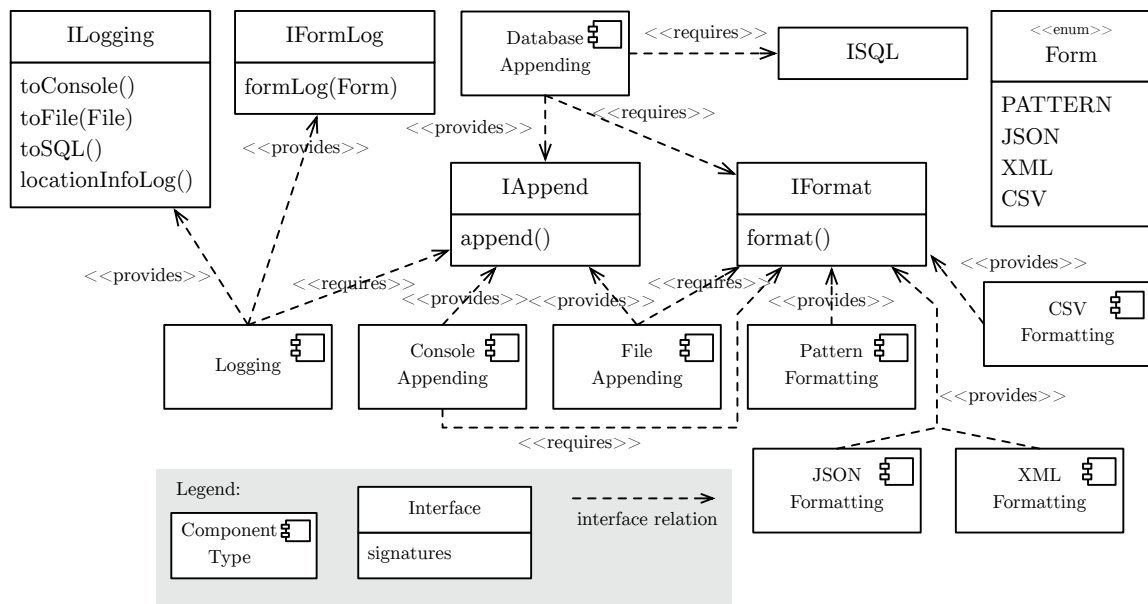 ILogging
toConsole()
toFile(File)
toSQL()
locationInfoLog()
IFormLog
formLog(Form)
Database
Appending
<<requires>>
ISQL
<<enum>>
Form
PATTERN
JSON
XML
CSV
<<provides>>
<<requires>>
<<provides>>
IAppend
append()
IFormat
format()
<<provides>>
<<requires>>
<<provides>>
<<provides>>
<<requires>>
<<provides>>
<<provides>>
Logging
Console
Appending
File
Appending
Pattern
Formatting
CSV
Formatting
<<requires>>
<<provides>>
JSON
Formatting
XML
Formatting
Legend:
Component
Type
Interface
signatures
interface relation